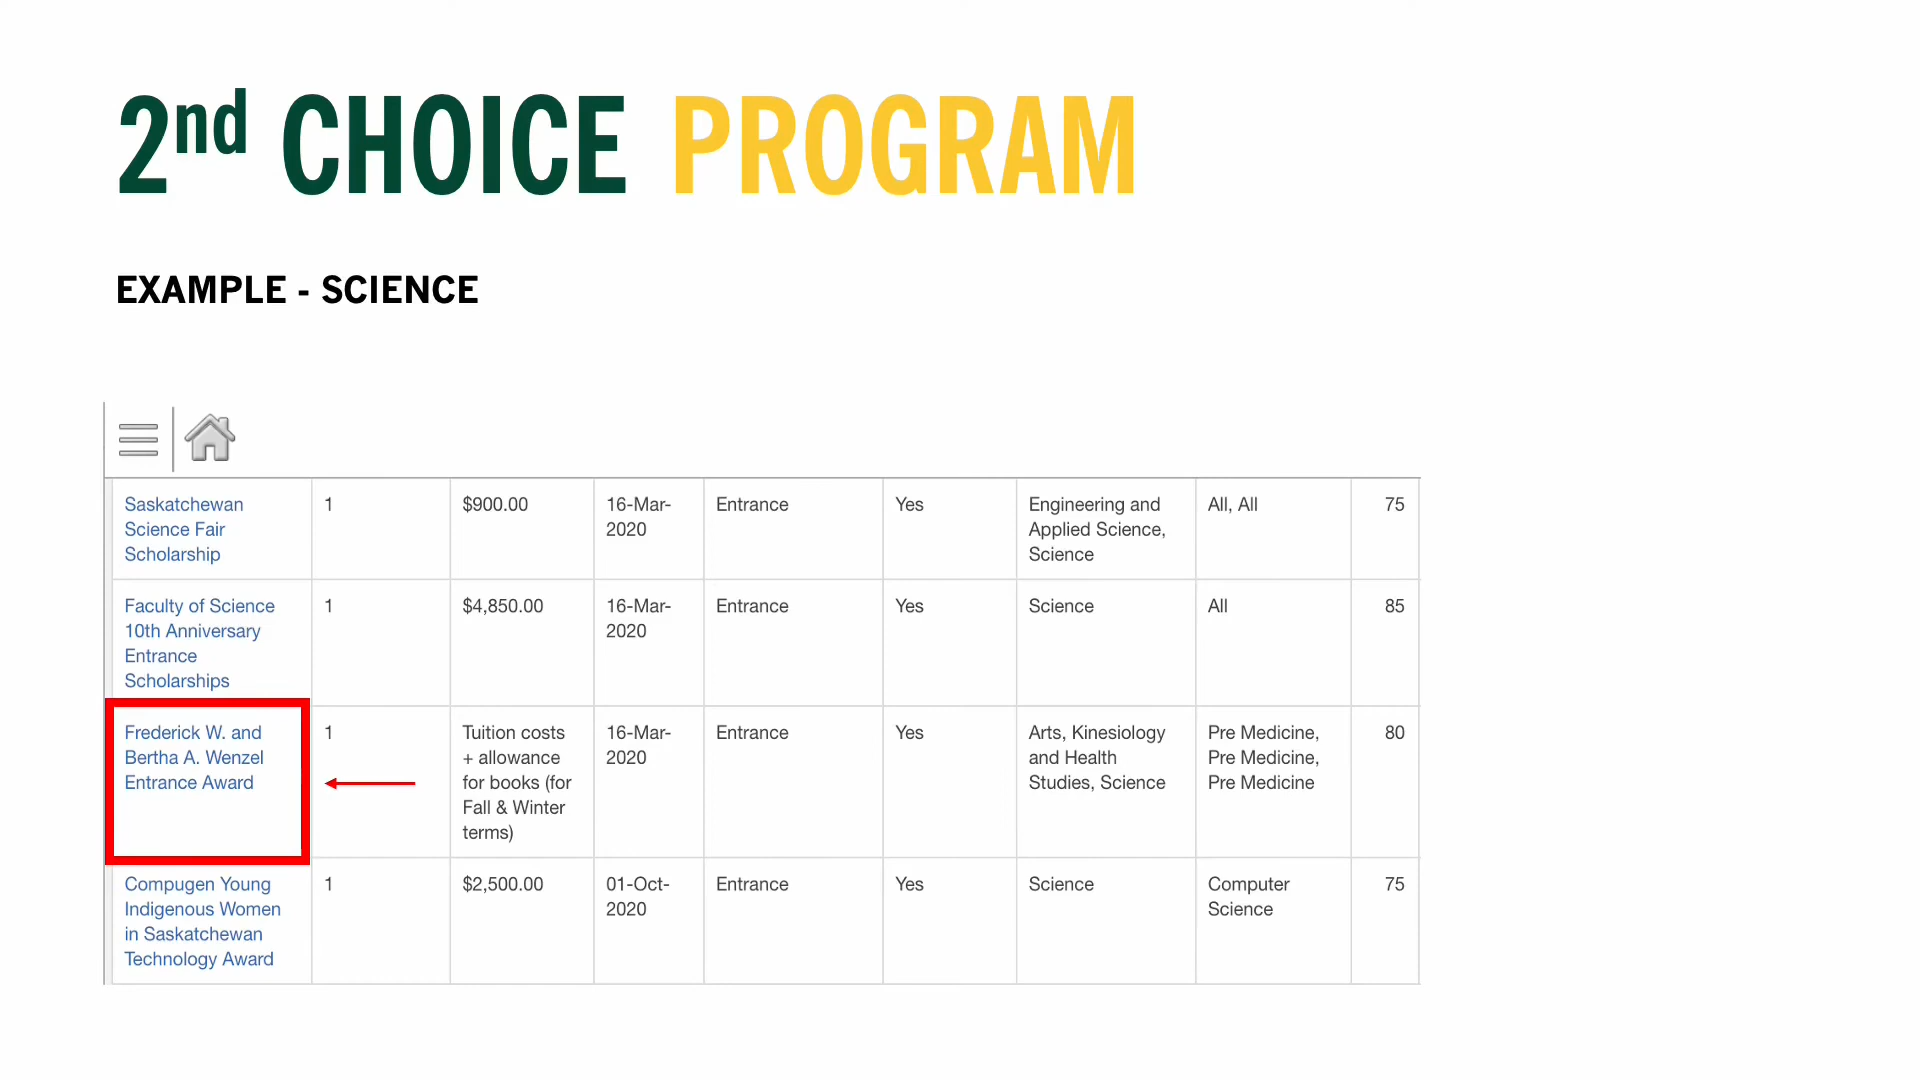 2nd CHOICE PROGRAM
EXAMPLE - SCIENCE
Saskatchewan Science Fair Scholarship 1 $900.00 16-Mar-2020 Entrance Yes Engineering and Applied Science, Science All, All 75
Faculty of Science 10th Anniversary Entrance Scholarships 1 $4,850.00 16-Mar-2020 Entrance Yes Science All 85
Frederick W. and Bertha A. Wenzel Entrance Award 1 Tuition costs + allowance for books (for Fall & Winter terms) 16-Mar-2020 Entrance Yes Arts, Kinesiology and Health Studies, Science Pre Medicine, Pre Medicine, Pre Medicine 80
Compugen Young Indigenous Women in Saskatchewan Technology Award 1 $2,500.00 01-Oct-2020 Entrance Yes Science Computer Science 75